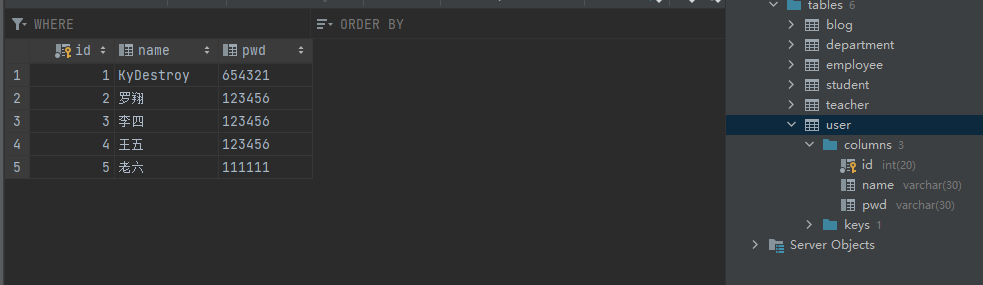 WHERE ORDER BY
id name pwd
1 1 KyDestroy 654321
2 2 罗翔 123456
3 3 李四 123456
4 4 王五 123456
5 5 老六 111111
tables 6
blog
department
employee
student
teacher
user
columns 3
id int(20)
name varchar(30)
pwd varchar(30)
keys 1
Server Objects